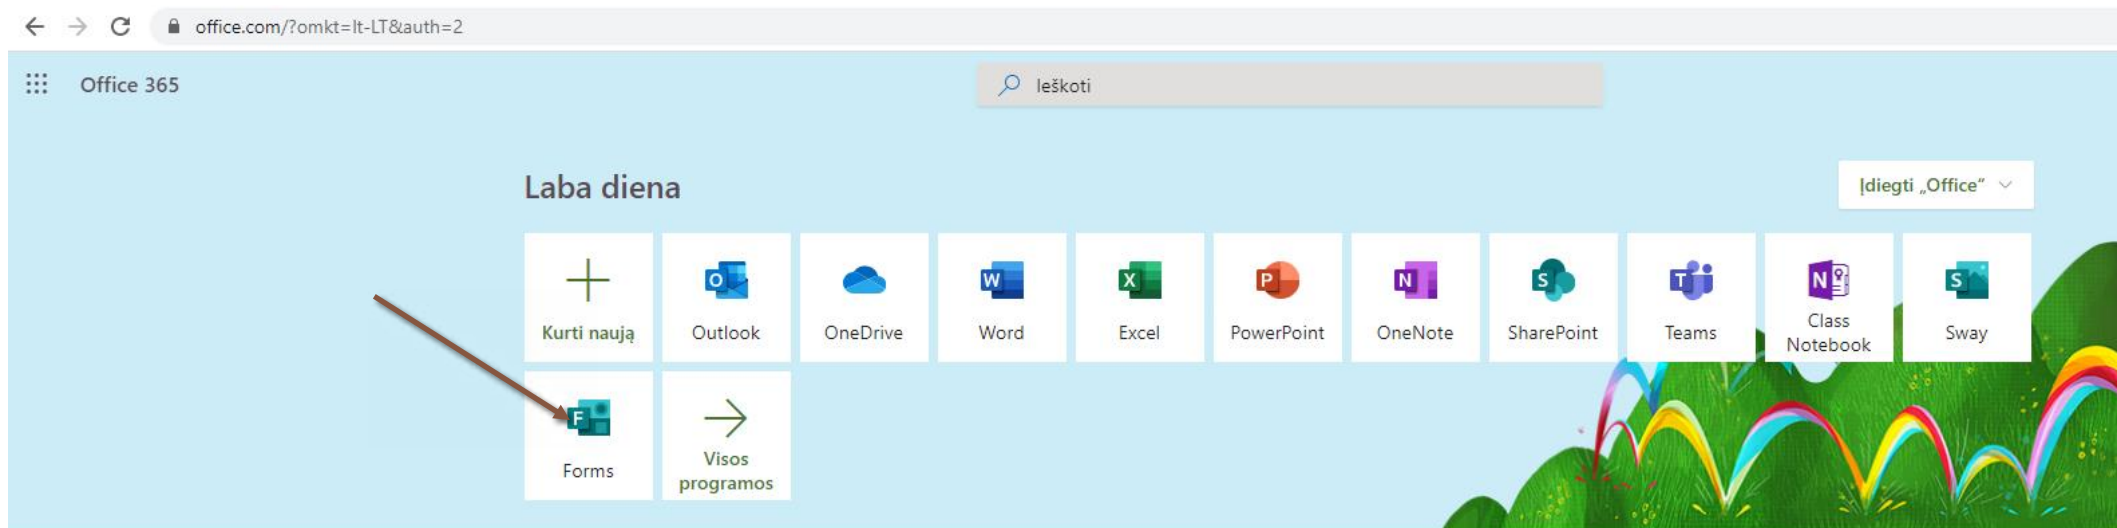 office.com/?omkt=lt-LT&auth=2
Office 365
Ieškoti
Laba diena
Įdiegti „Office“
Kurti naują
Outlook
OneDrive
Word
Excel
PowerPoint
OneNote
SharePoint
Teams
Class
Notebook
Sway
Forms
Visos
programos